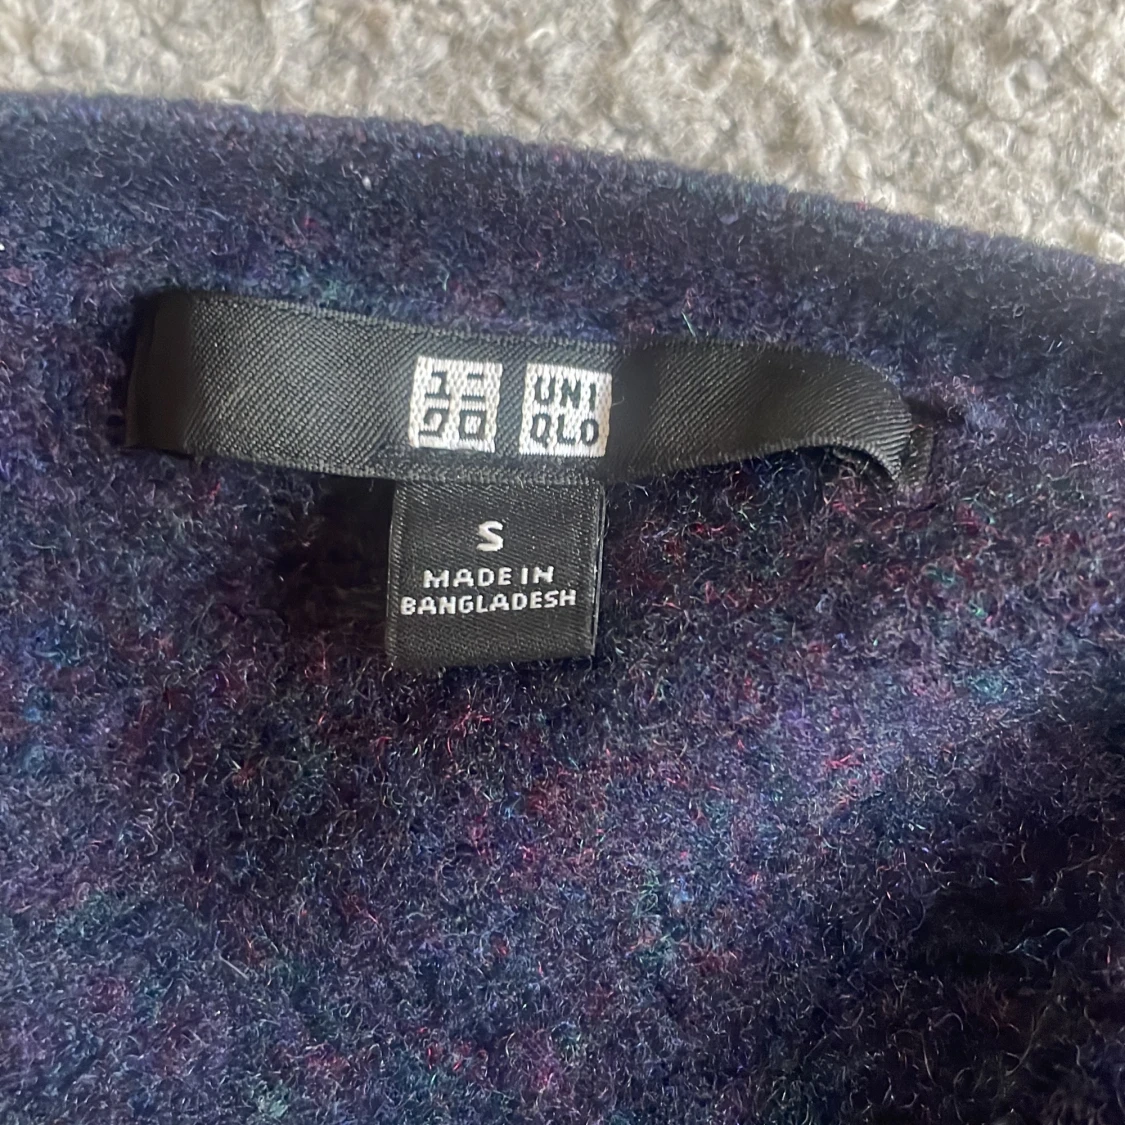 ユニ UNI
クロ QLO
S
MADE IN
BANGLADESH